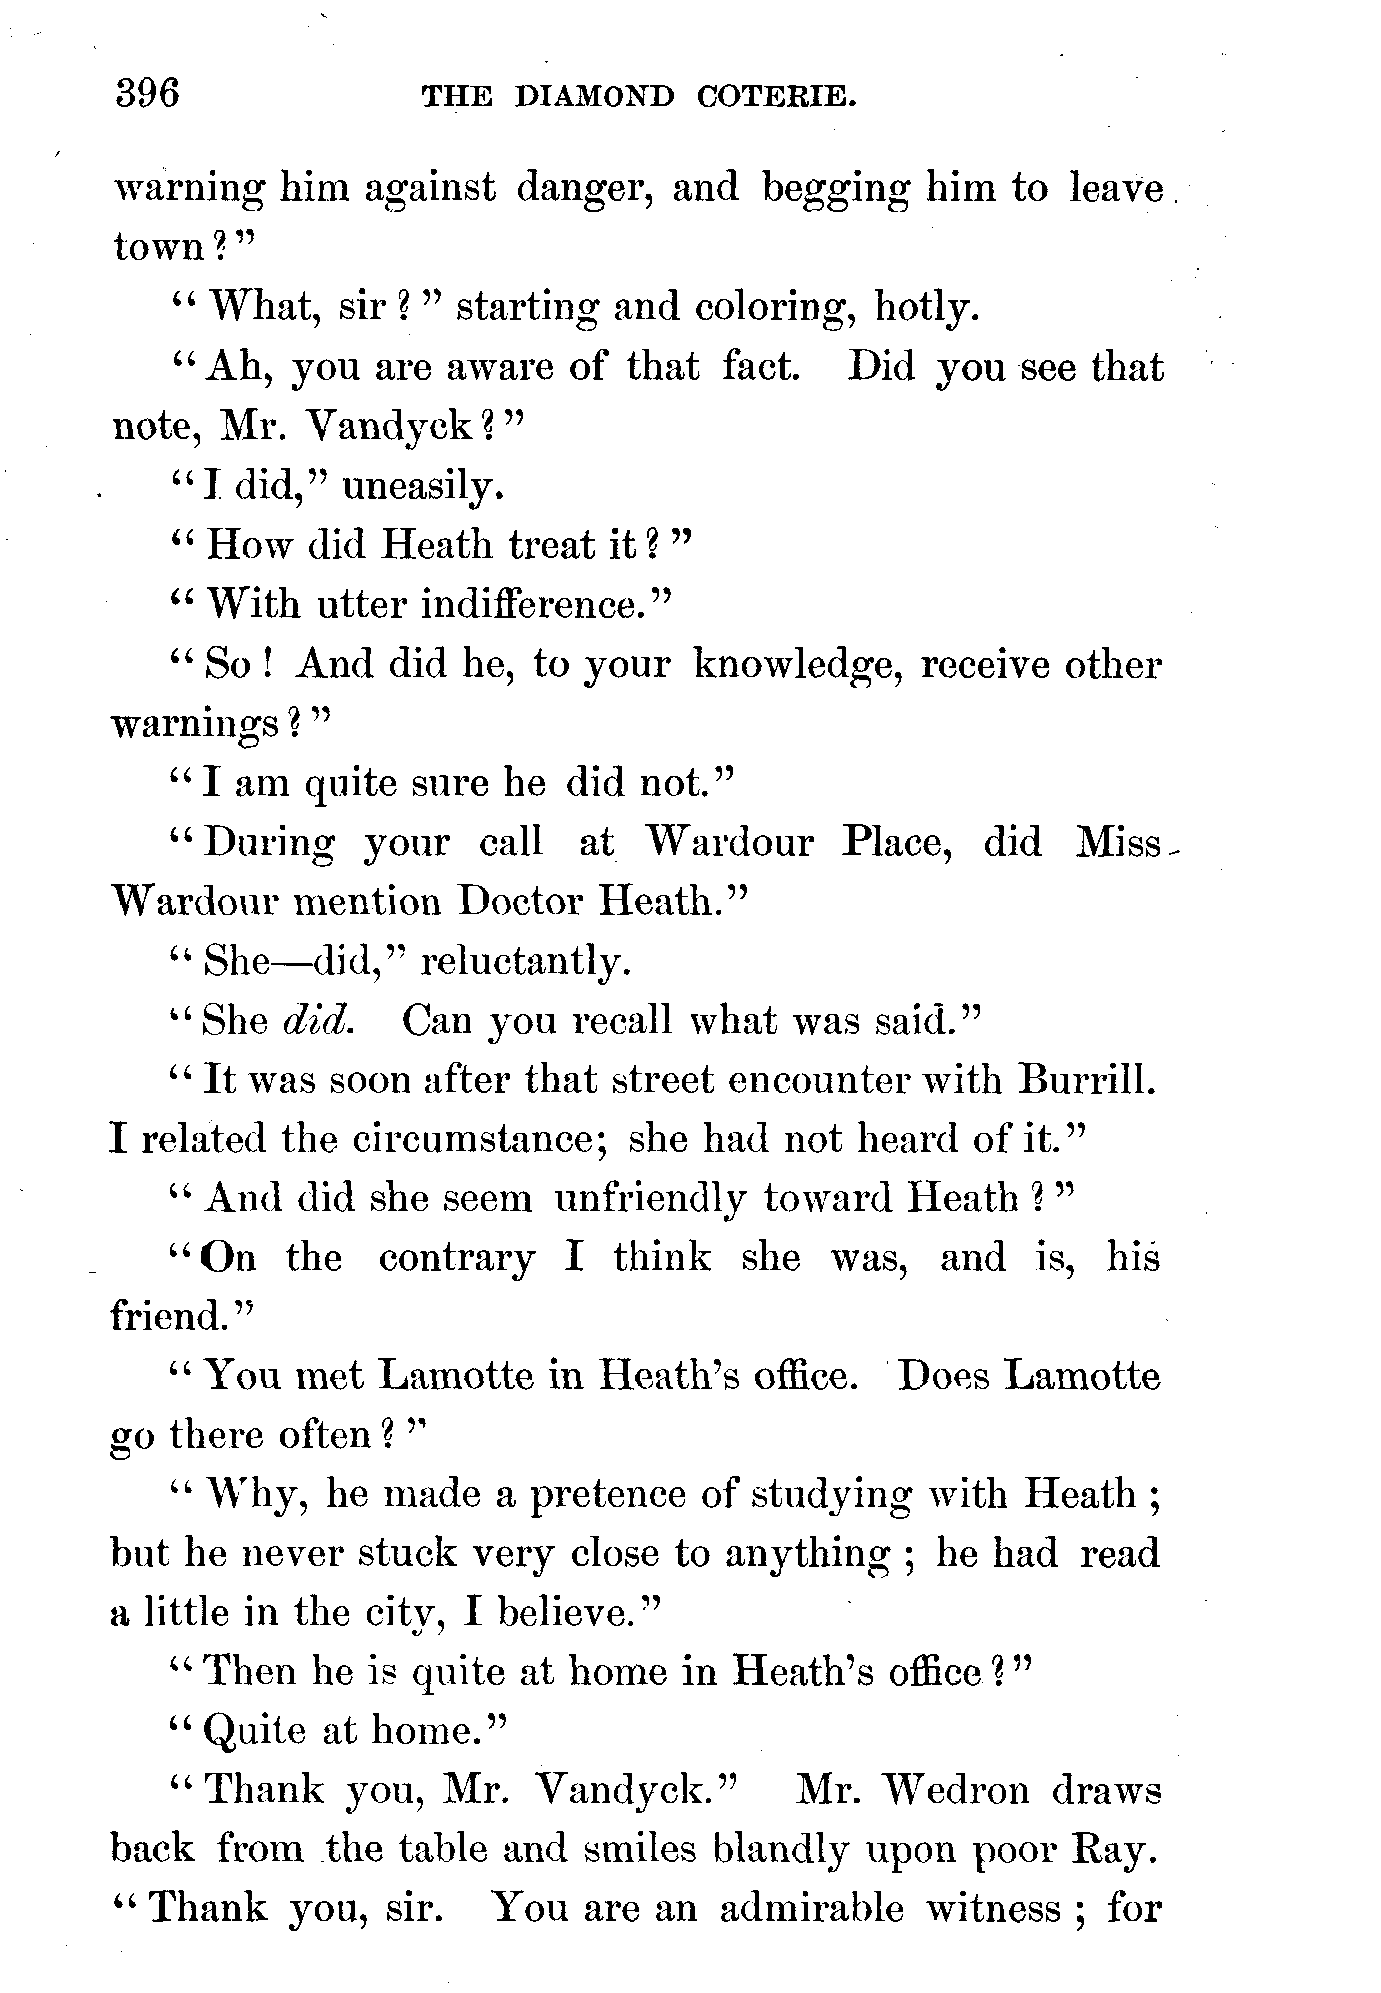 396 THE DIAMOND COTERIE.
warning him against danger, and begging him to leave
town?"
"What, sir?" starting and coloring, hotly.
"Ah, you are aware of that fact. Did you see that
note, Mr. Vandyck?"
"I did," uneasily.
"How did Heath treat it?"
"With utter indifference."
"So! And did he, to your knowledge, receive other
warnings?"
"I am quite sure he did not."
"During your call at Wardour Place, did Miss
Wardour mention Doctor Heath."
"She—did," reluctantly.
"She did. Can you recall what was said."
"It was soon after that street encounter with Burrill.
I related the circumstance; she had not heard of it."
"And did she seem unfriendly toward Heath?"
"On the contrary I think she was, and is, his
friend."
"You met Lamotte in Heath's office. Does Lamotte
go there often?"
"Why, he made a pretence of studying with Heath;
but he never stuck very close to anything; he had read
a little in the city, I believe."
"Then he is quite at home in Heath's office?"
"Quite at home."
"Thank you, Mr. Vandyck." Mr. Wedron draws
back from the table and smiles blandly upon poor Ray.
"Thank you, sir. You are an admirable witness; for